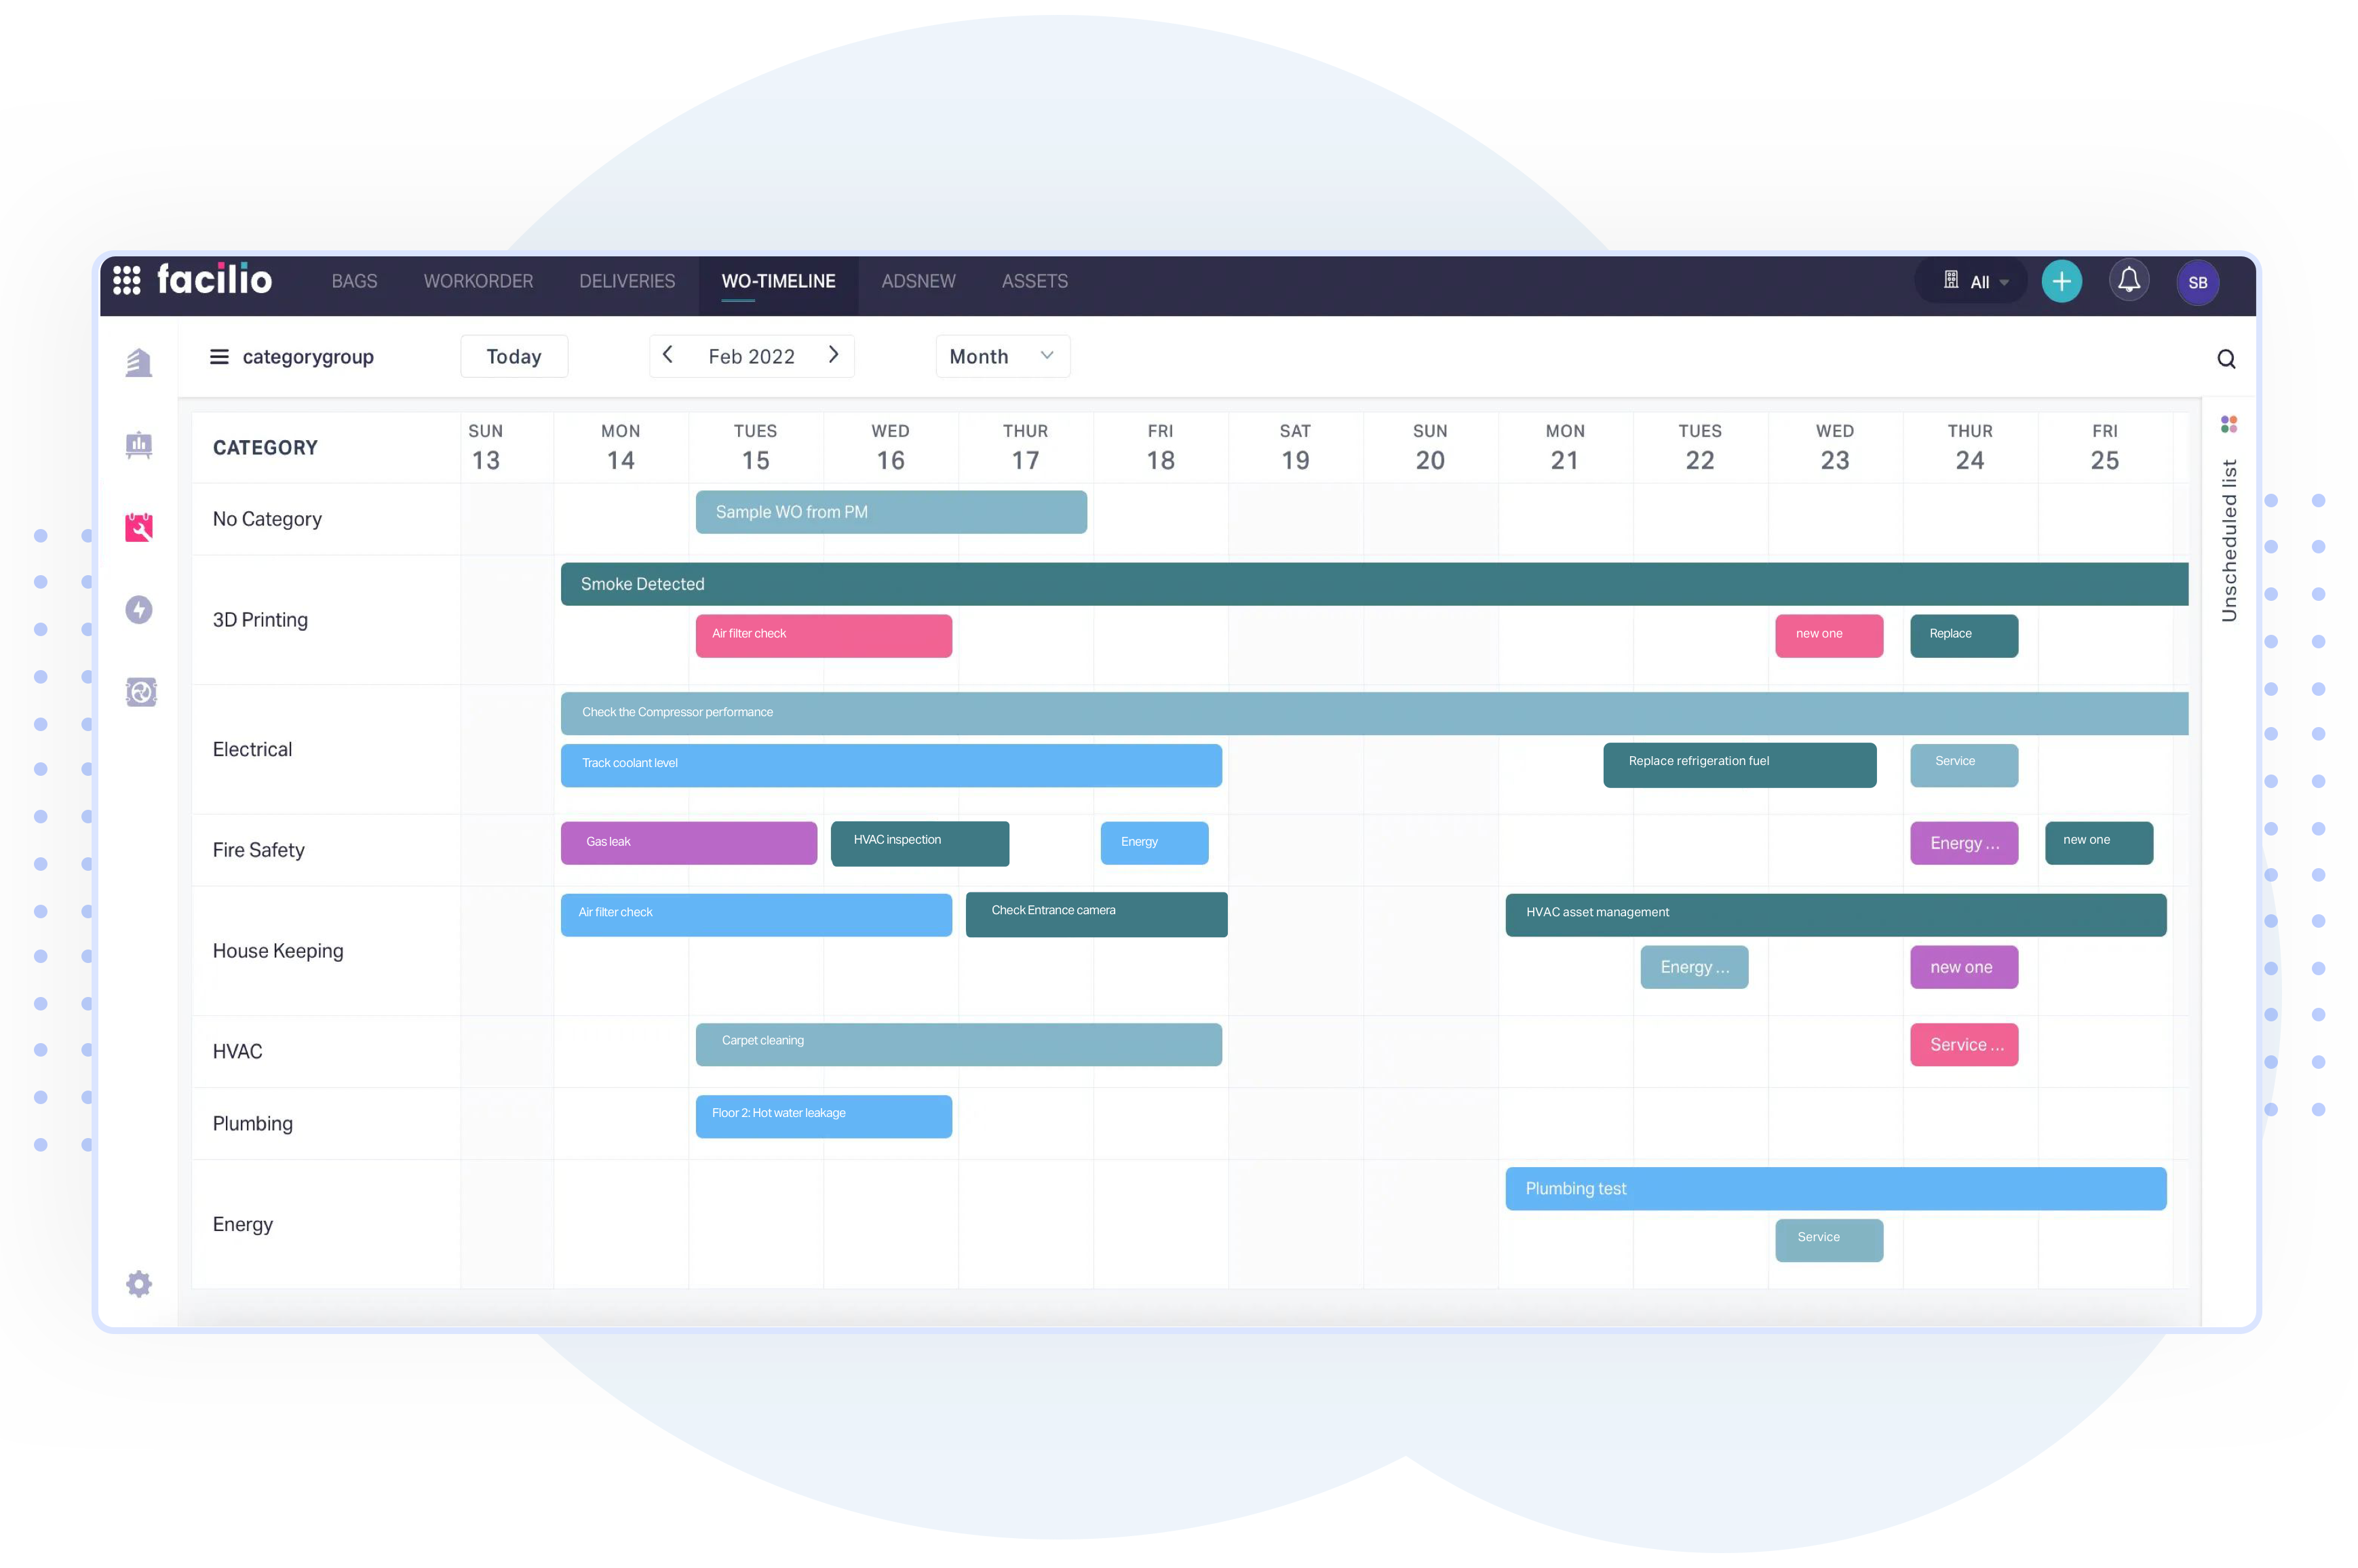 facilio
BAGS WORKORDER DELIVERIES WO-TIMELINE ADSNEW ASSETS All SB
categorygroup Today Feb 2022 Month
CATEGORY SUN MON TUES WED THUR FRI SAT SUN MON TUES WED THUR FRI
13 14 15 16 17 18 19 20 21 22 23 24 25
Unscheduled list
No Category Sample WO from PM
Smoke Detected
3D Printing Air filter check new one Replace
Check the Compressor performance
Electrical Track coolant level Replace refrigeration fuel Service
Fire Safety Gas leak HVAC inspection Energy Energy ... new one
Air filter check Check Entrance camera HVAC asset management
House Keeping Energy ... new one
HVAC Carpet cleaning Service ...
Plumbing Floor 2: Hot water leakage
Plumbing test
Energy Service